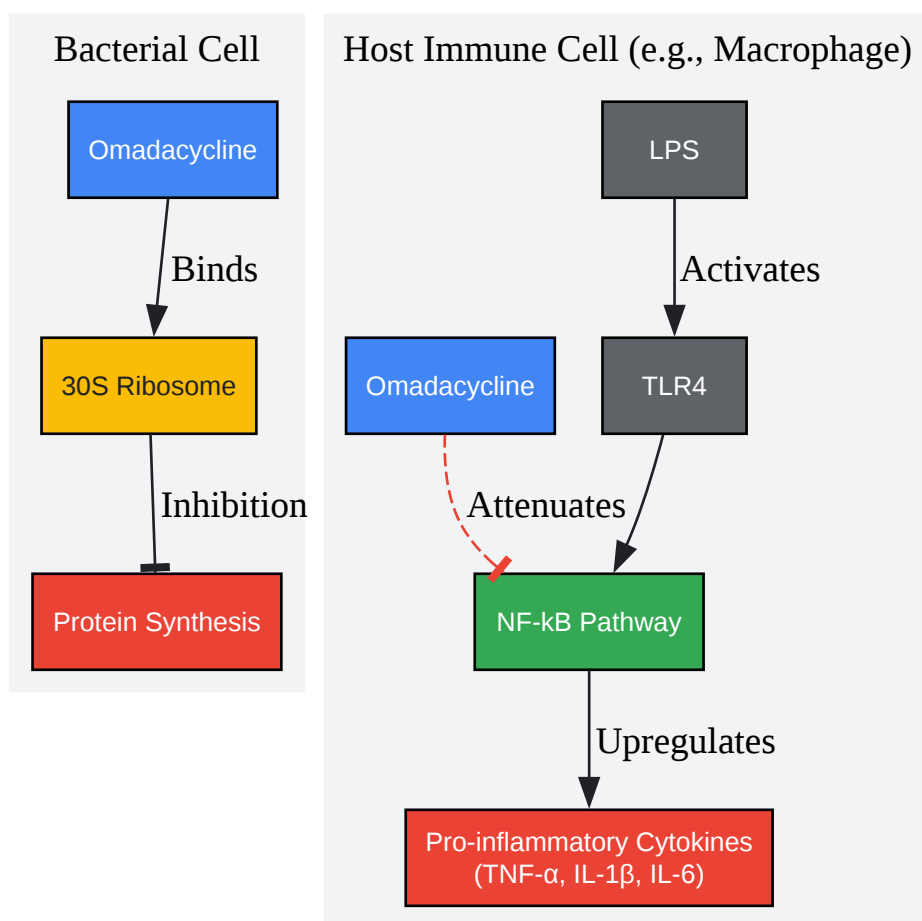 Bacterial Cell
Omadacycline
Binds
30S Ribosome
Inhibition
Protein Synthesis
Host Immune Cell (e.g., Macrophage)
LPS
Activates
Omadacycline
TLR4
Attenuates
NF-kB Pathway
Upregulates
Pro-inflammatory Cytokines
(TNF-α, IL-1β, IL-6)